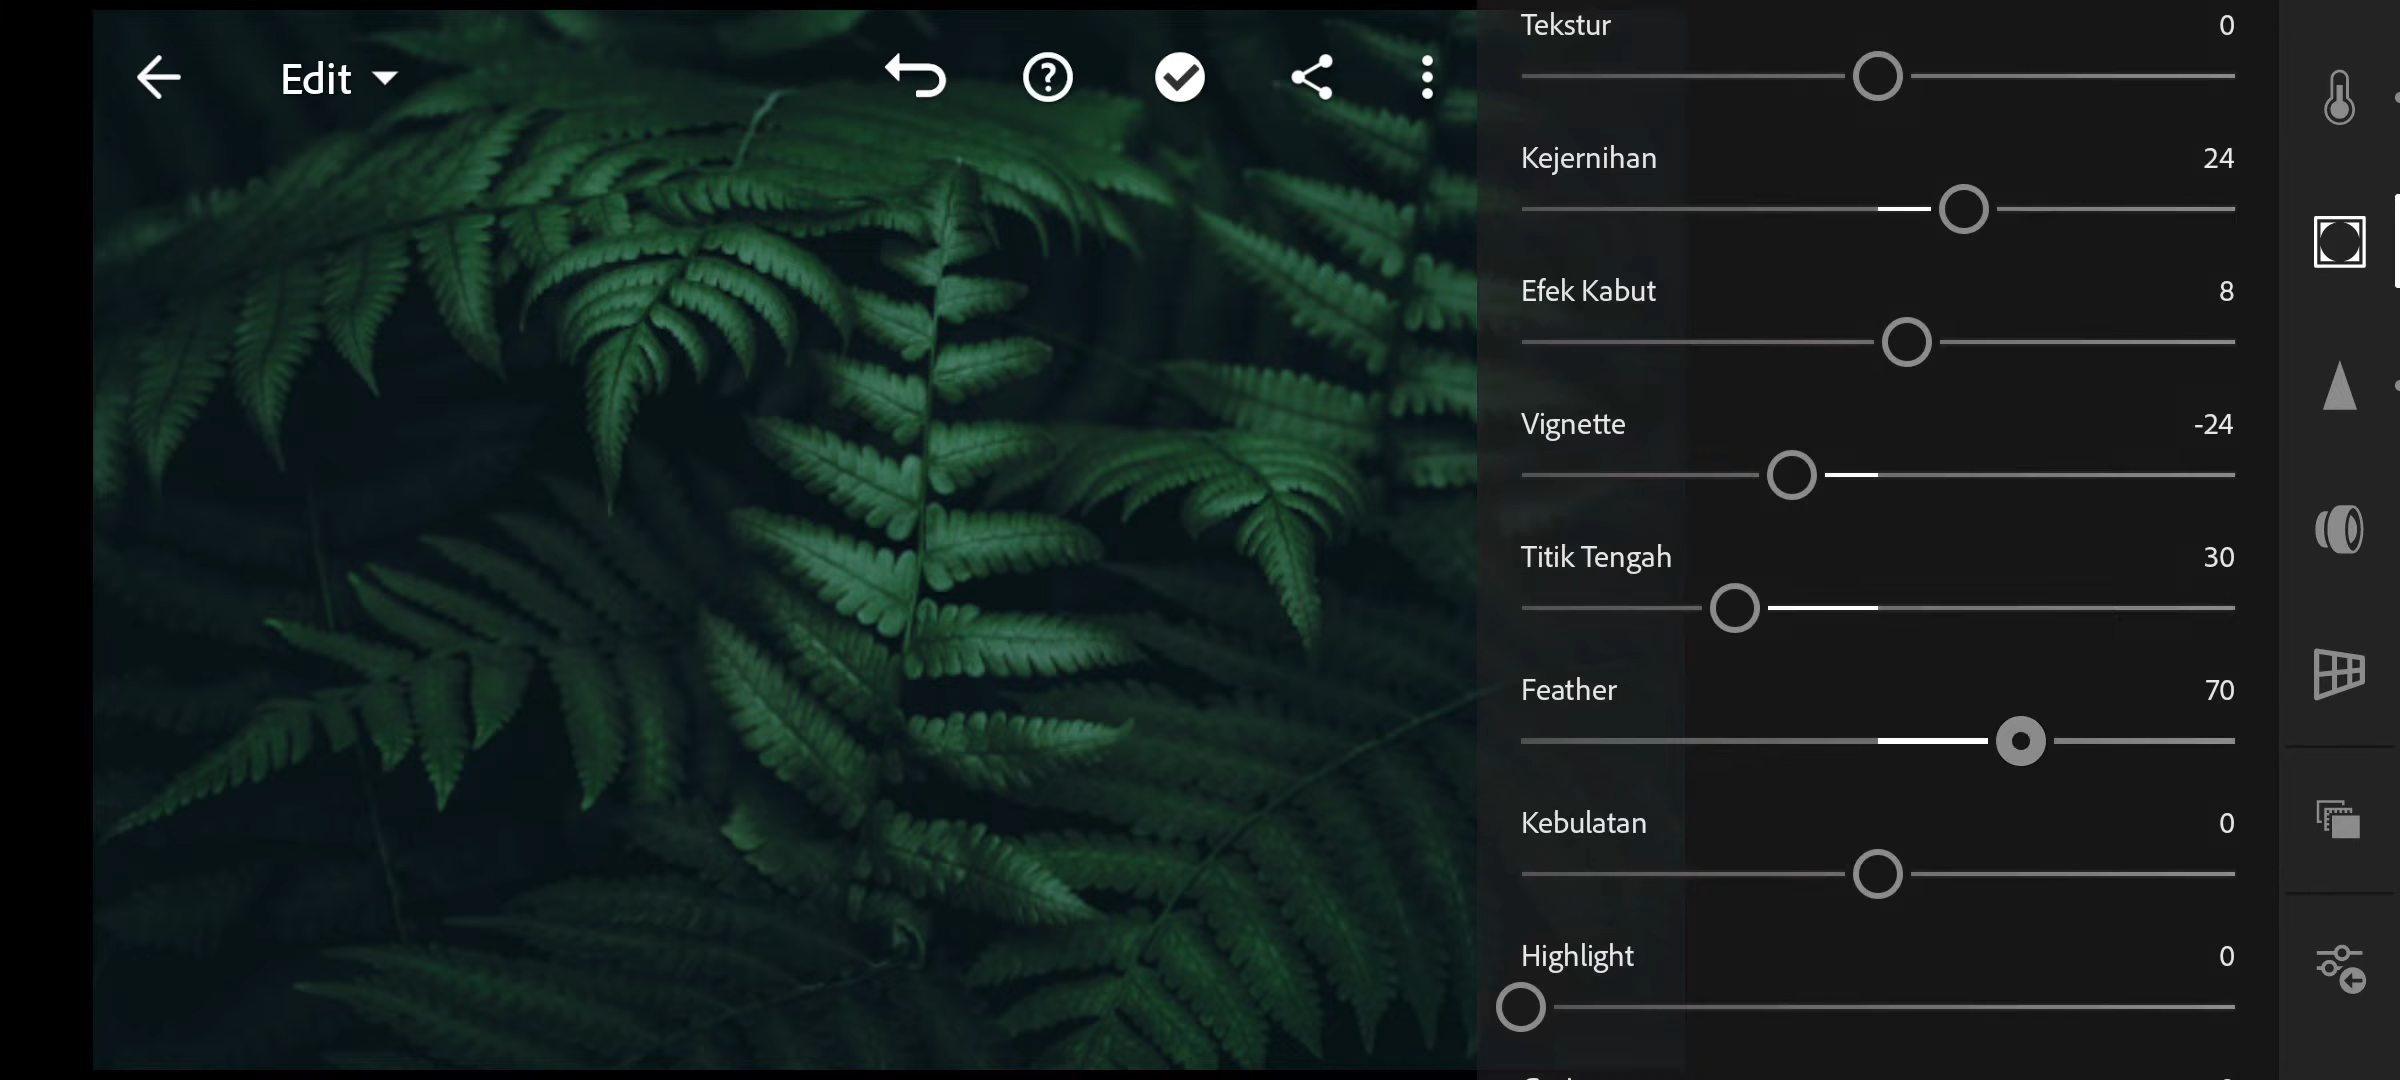 Edit
Tekstur 0
Kejernihan 24
Efek Kabut 8
Vignette -24
Titik Tengah 30
Feather 70
Kebulatan 0
Highlight 0